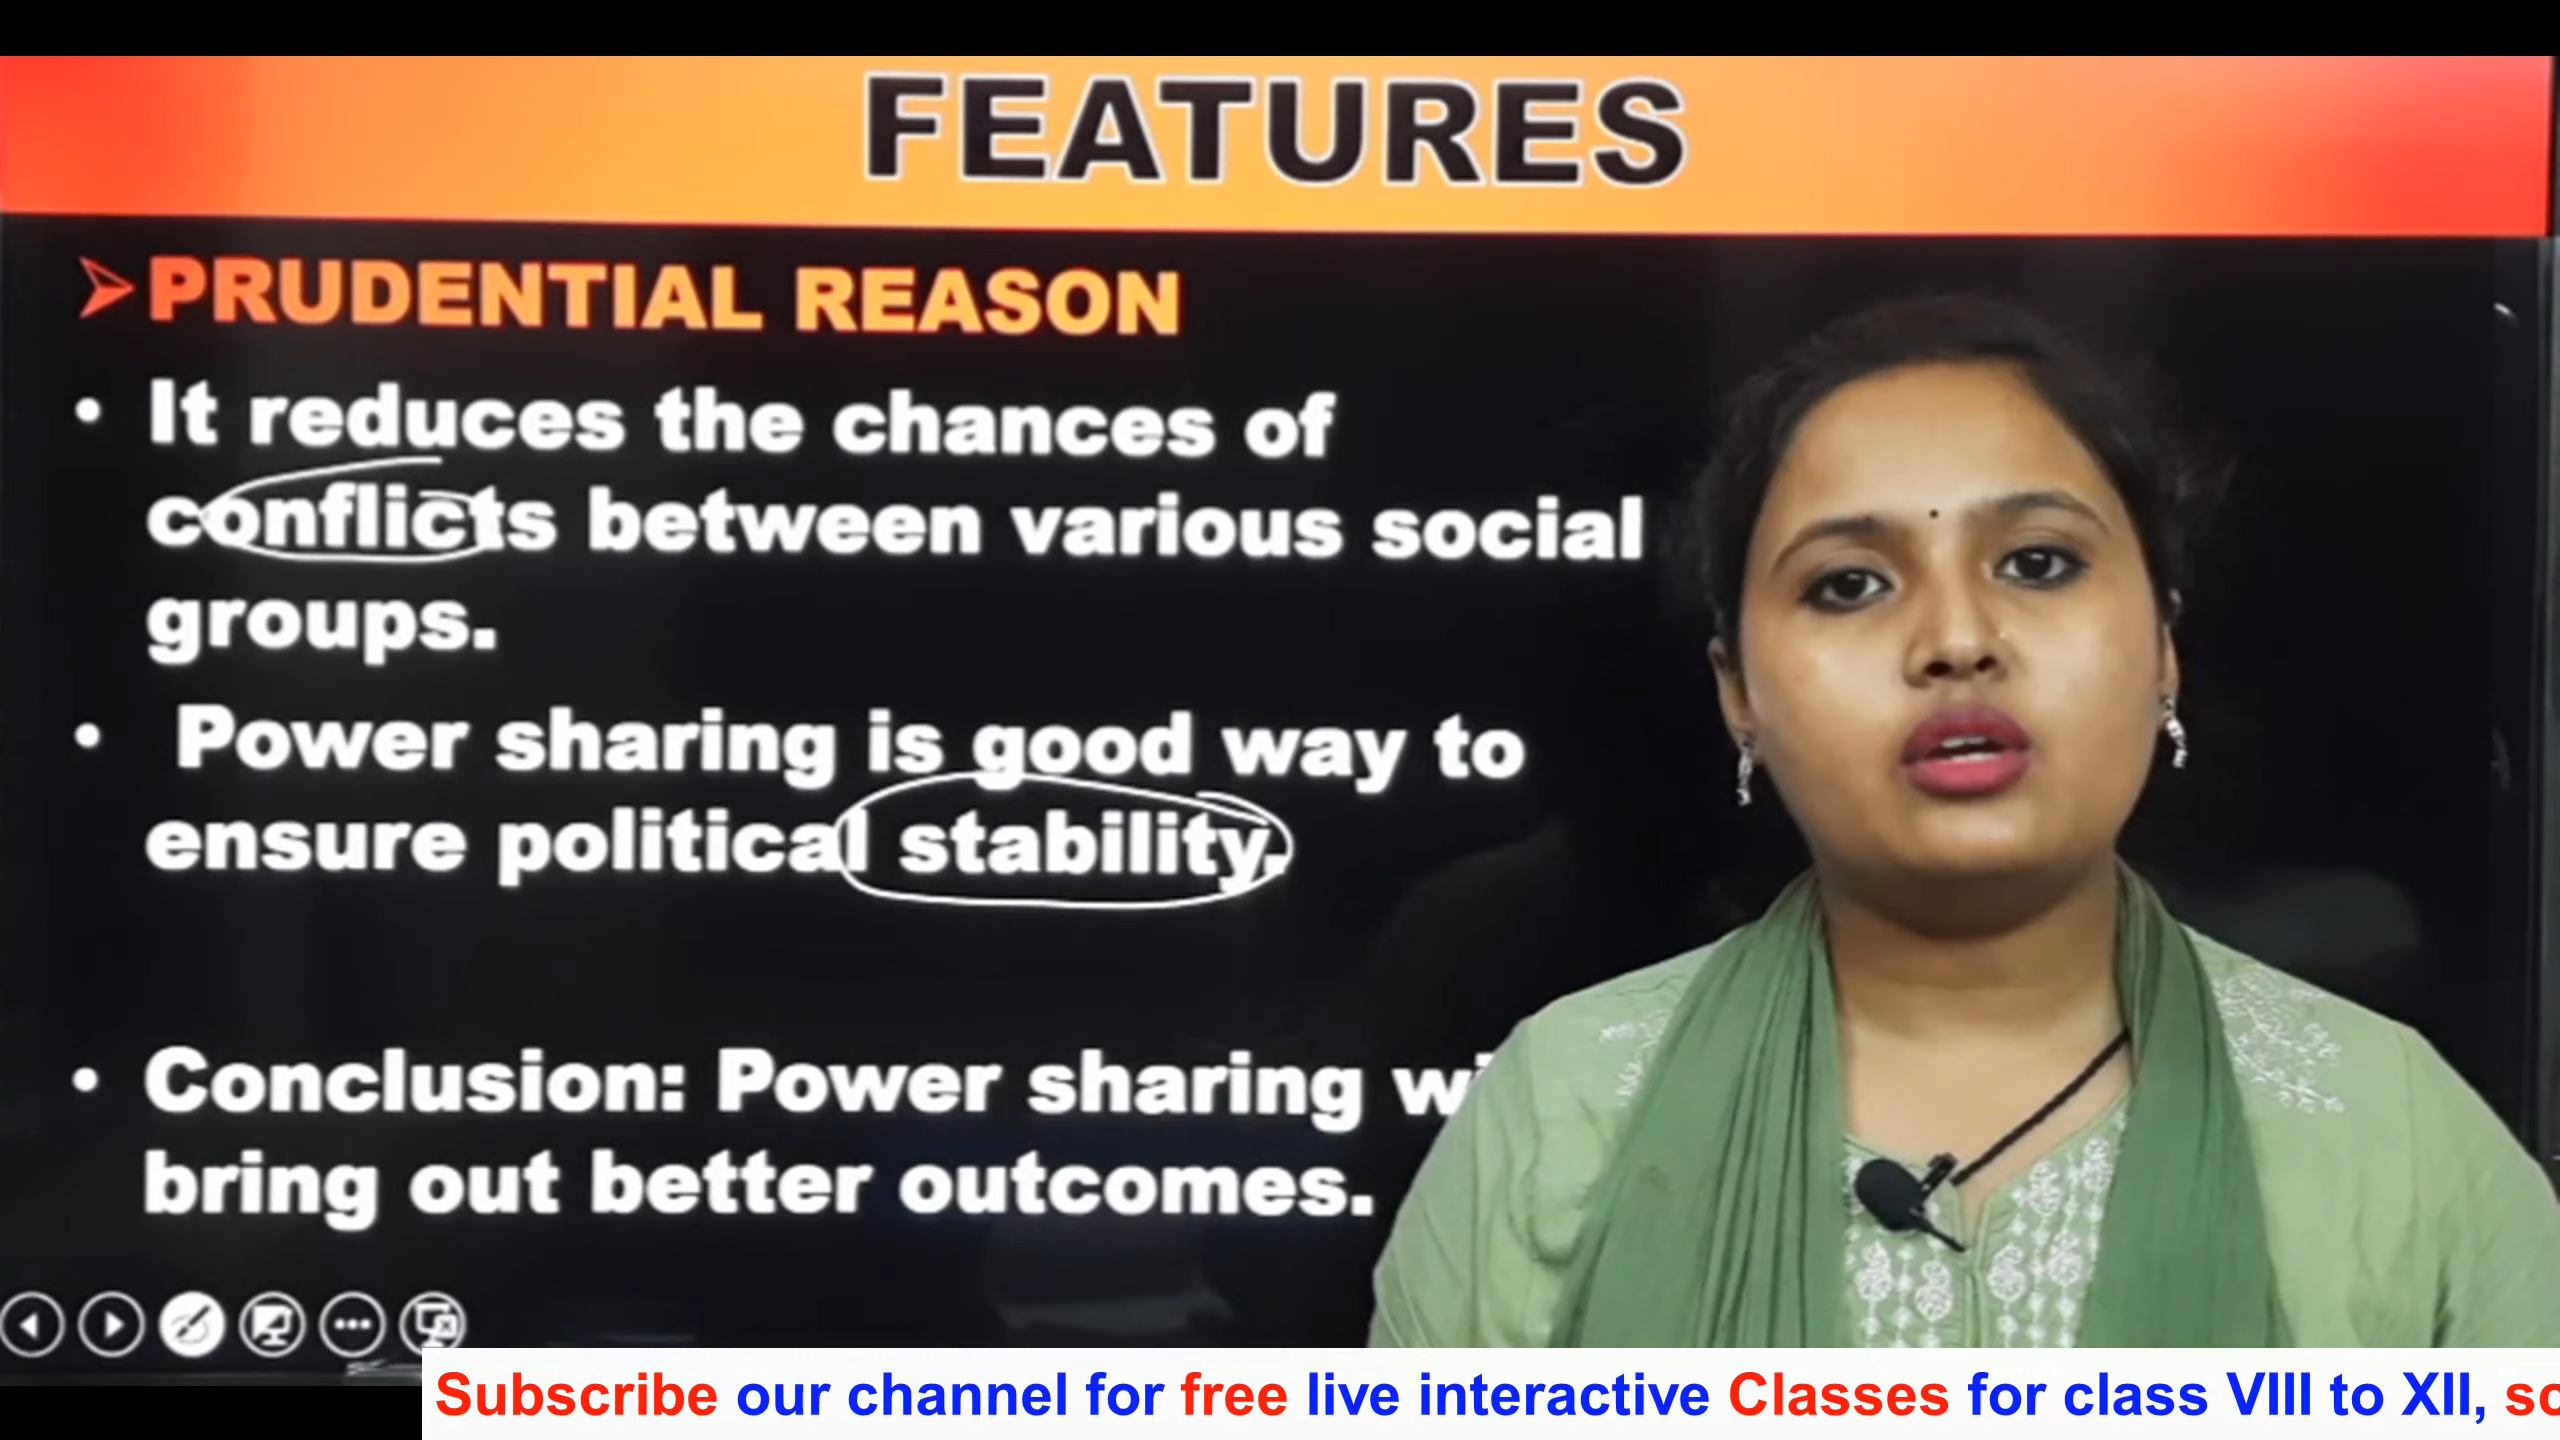 FEATURES
PRUDENTIAL REASON
• It reduces the chances of
conflicts between various social
groups.
• Power sharing is good way to
ensure political stability.
• Conclusion: Power sharing
bring out better outcomes.
Subscribe our channel for free live interactive Classes for class VIII to XII,